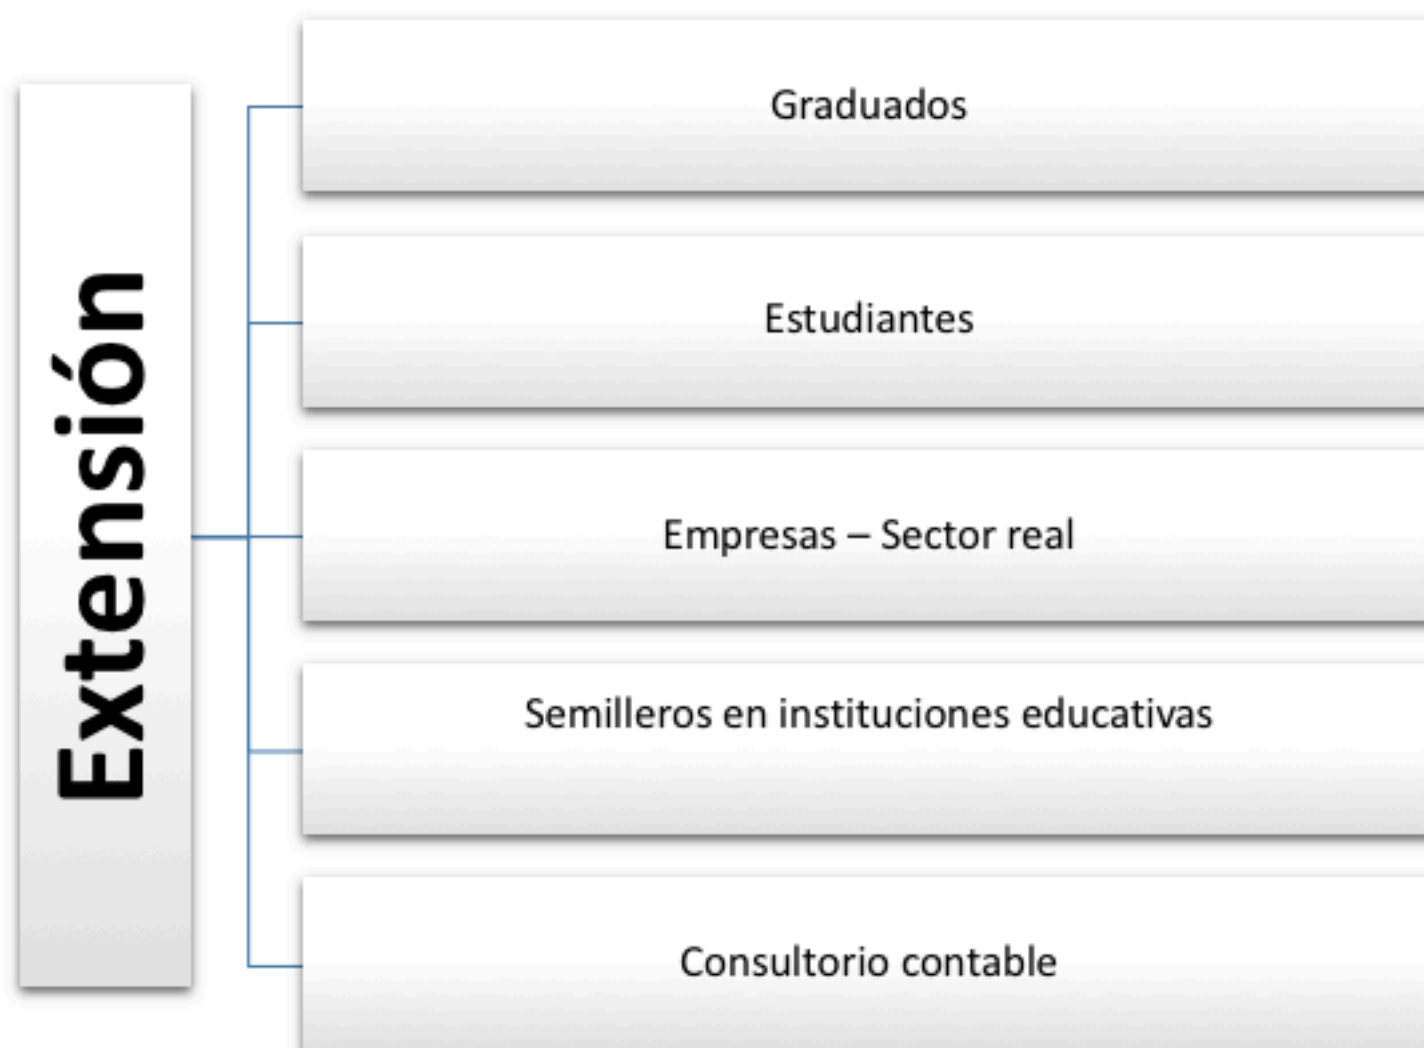 Extensión
Graduados
Estudiantes
Empresas – Sector real
Semilleros en instituciones educativas
Consultorio contable